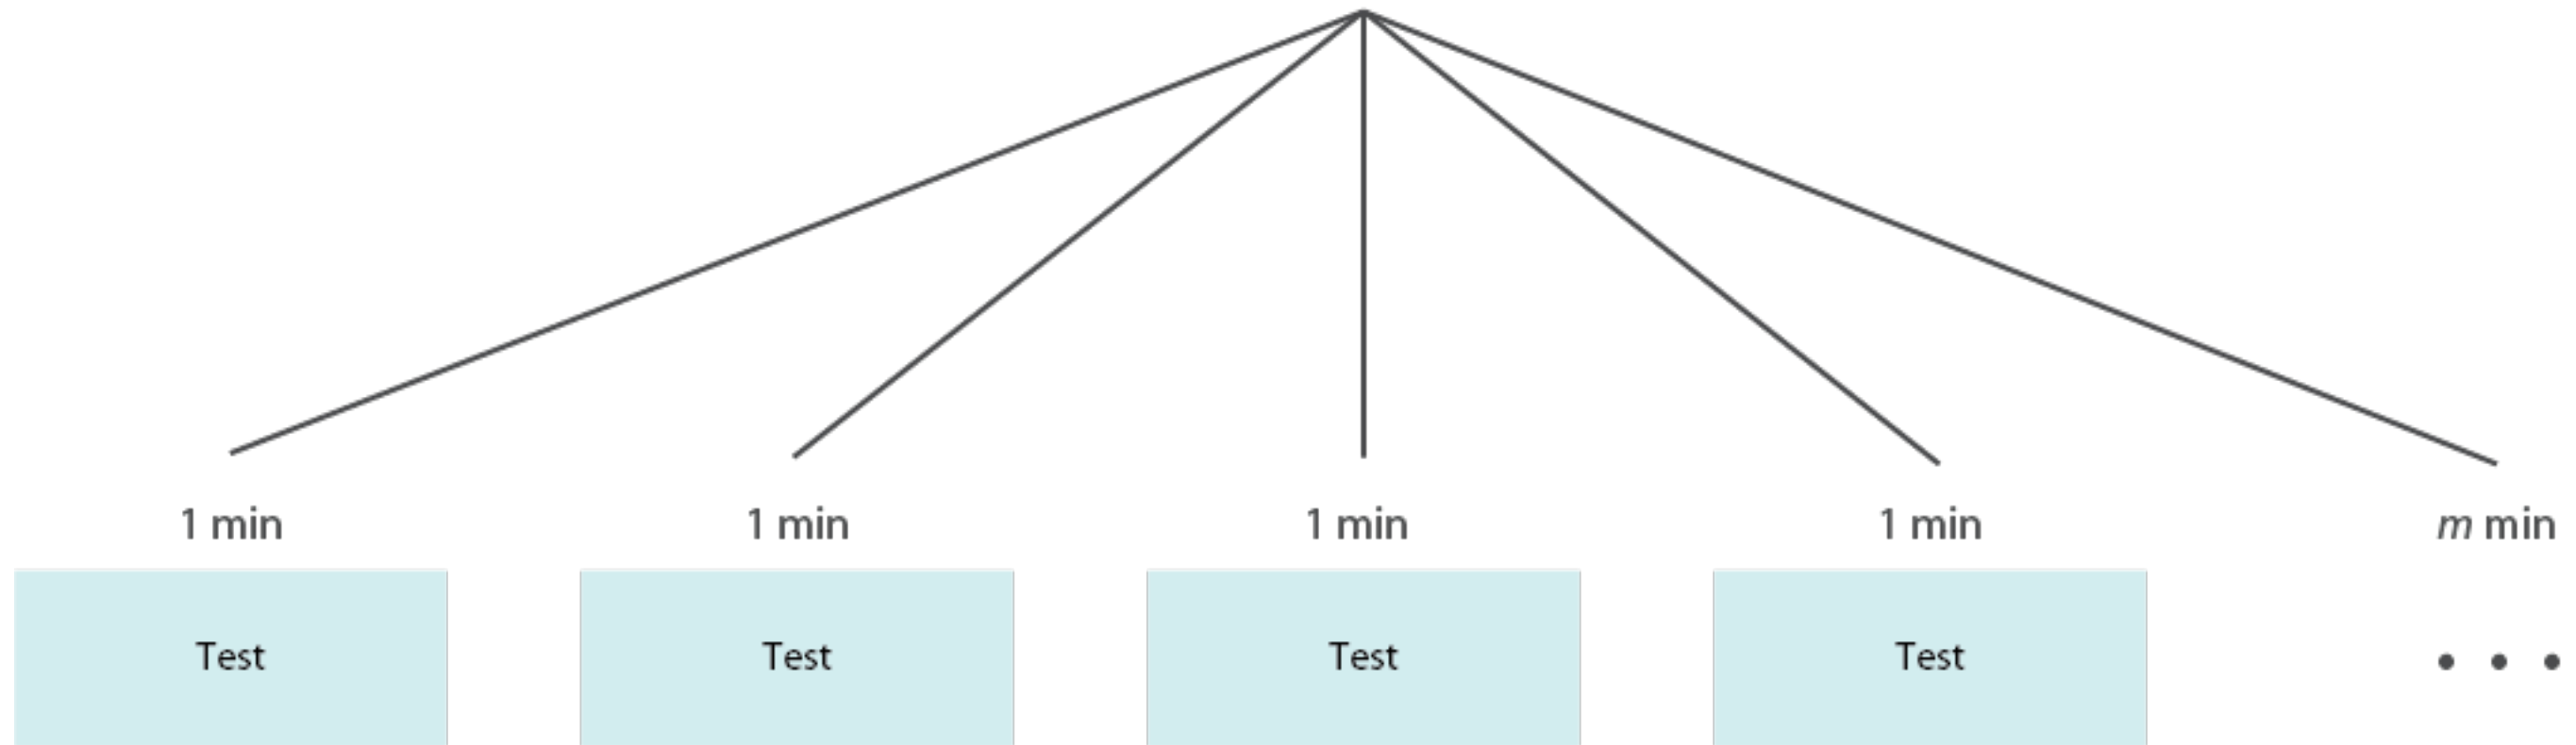 1 min 1 min 1 min 1 min m min
Test Test Test Test • • •